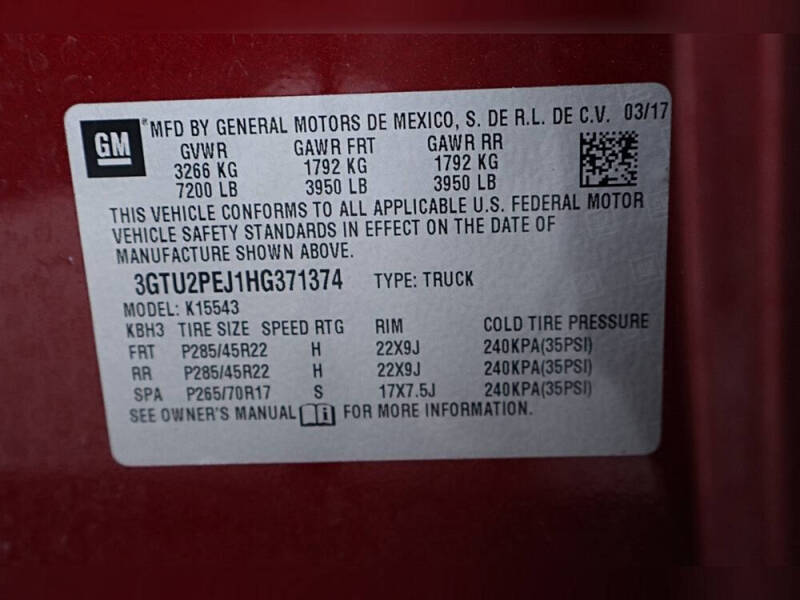 GM
*MFD BY GENERAL MOTORS DE MEXICO, S. DE R.L. DE C.V. 03/17
GVWR GAWR FRT GAWR RR
3266 KG 1792 KG 1792 KG
7200 LB 3950 LB 3950 LB
THIS VEHICLE CONFORMS TO ALL APPLICABLE U.S. FEDERAL MOTOR
VEHICLE SAFETY STANDARDS IN EFFECT ON THE DATE OF
MANUFACTURE SHOWN ABOVE.
3GTU2PEJ1HG371374 TYPE: TRUCK
MODEL: K15543
KBH3 TIRE SIZE SPEED RTG RIM COLD TIRE PRESSURE
FRT P285/45R22 H 22X9J 240KPA(35PSI)
RR P285/45R22 H 22X9J 240KPA(35PSI)
SPA P265/70R17 S 17X7.5J 240KPA(35PSI)
SEE OWNER'S MANUAL i FOR MORE INFORMATION.